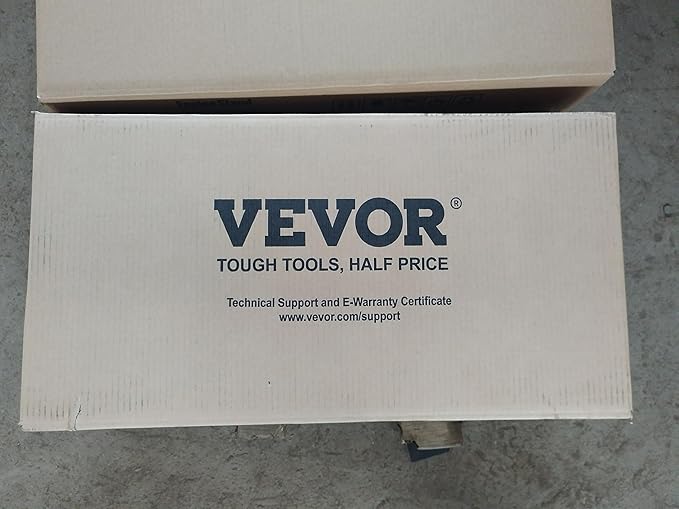 VEVOR®
TOUGH TOOLS, HALF PRICE
Technical Support and E-Warranty Certificate
www.vevor.com/support